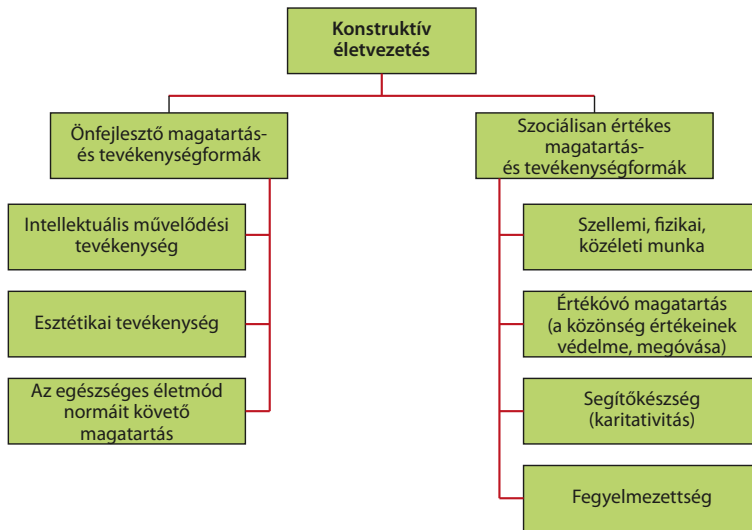 Konstruktív
életvezetés
Önfejlesztő magatartás-
és tevékenységformák
Intellektuális művelődési
tevékenység
Esztétikai tevékenység
Az egészséges életmód
normáit követő
magatartás
Szociálisan értékes
magatartás-
és tevékenységformák
Szellemi, fizikai,
közéleti munka
Értékóvó magatartás
(a közönség értékeinek
védelme, megóvása)
Segítőkészség
(karitativitás)
Fegyelmezettség